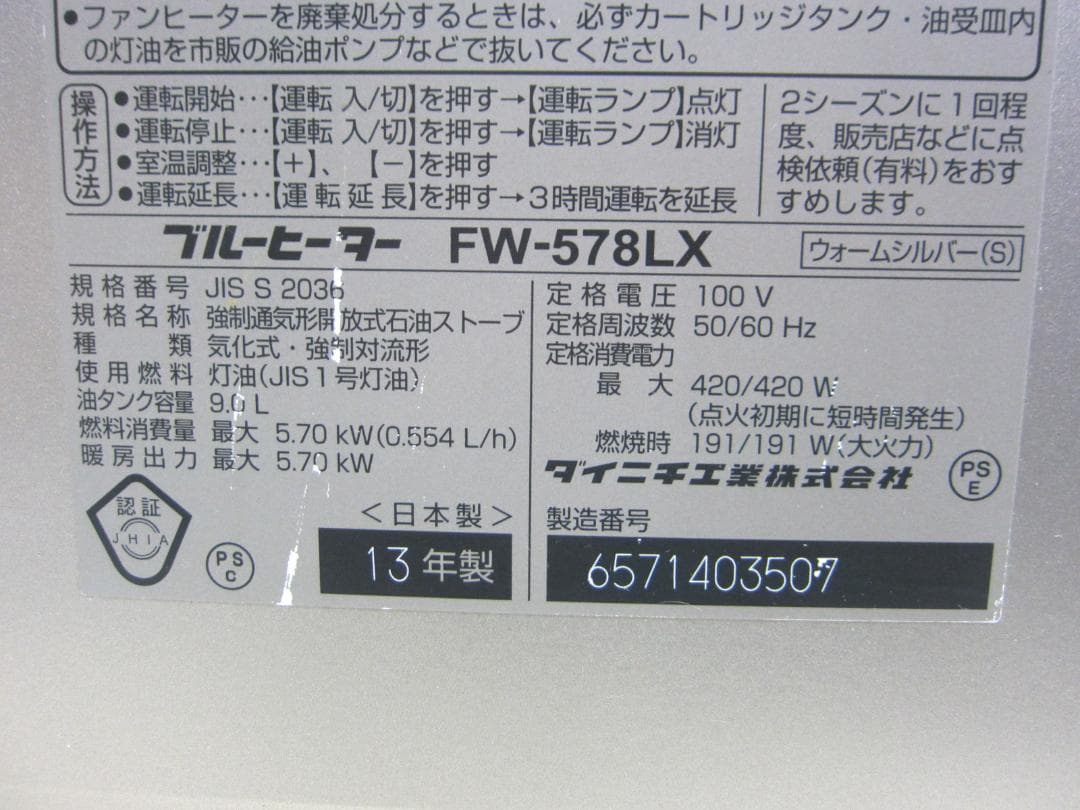 ●ファンヒーターを廃棄処分するときは、必ずカートリッジタンク・油受皿内
の灯油を市販の給油ポンプなどで抜いてください。
操作方法
●運転開始…【運転 入/切】を押す→【運転ランプ】点灯
●運転停止…【運転 入/切】を押す→【運転ランプ】消灯
●室温調整…【+】、【-】を押す
●運転延長…【運転延長】を押す→3時間運転を延長
2シーズンに1回程
度、販売店などに点
検依頼(有料)をおす
すめします。
ブルーヒーター FW-578LX ウォームシルバー(S)
規格番号 JIS S 2036
規格名称 強制通気形開放式石油ストーブ
種類 気化式・強制対流形
使用燃料 灯油(JIS1号灯油)
油タンク容量 9.0 L
燃料消費量 最大 5.70 kW(0.554 L/h)
暖房出力 最大 5.70 kW
認証
JHIA
PS
C
<日本製>
13年製
定格電圧 100 V
定格周波数 50/60 Hz
定格消費電力
最大 420/420 W
(点火初期に短時間発生)
燃焼時 191/191 W(大火力)
ダイニチ工業株式会社
PS
E
製造番号
6571403507